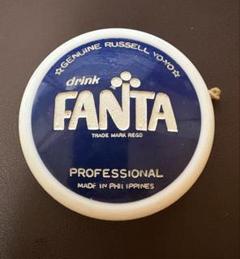 ☆GENUINE RUSSELL YO-YO☆
drink
FANTA
TRADE MARK REGD
PROFESSIONAL
MADE IN PHILIPPINES